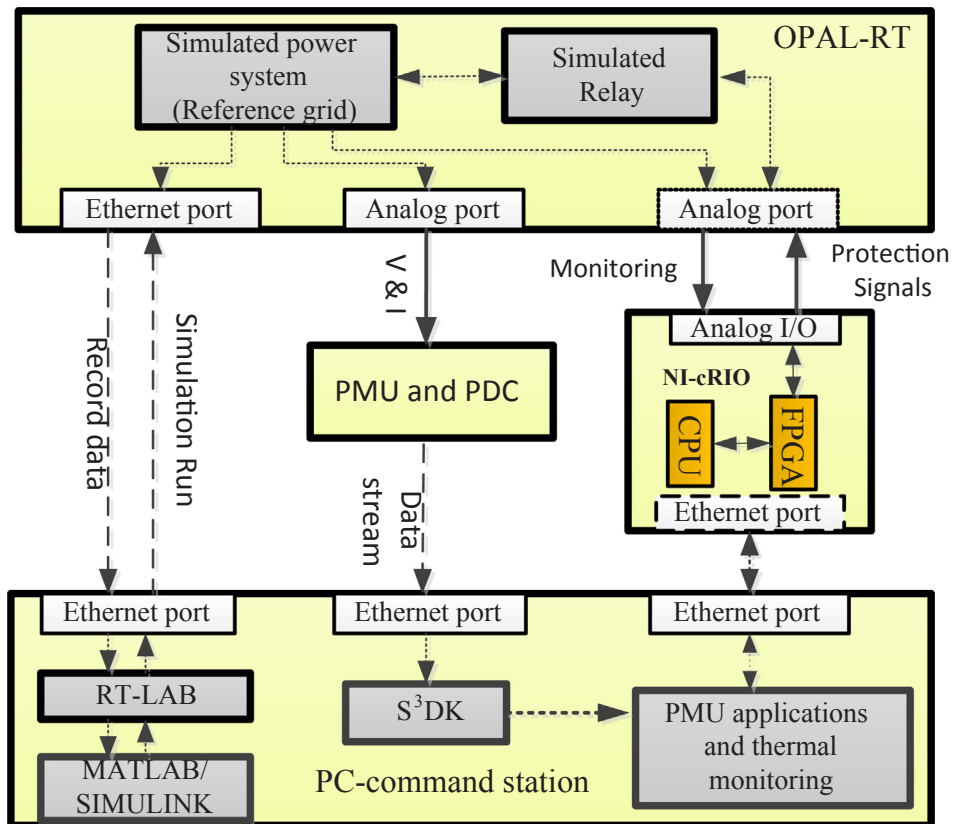 OPAL-RT
Simulated power
system
(Reference grid)
Simulated
Relay
Ethernet port
Analog port
Analog port
Record data
Simulation Run
V & I
Monitoring
Protection
Signals
PMU and PDC
Analog I/O
NI-cRIO
CPU
FPGA
Ethernet port
Data
stream
Ethernet port
Ethernet port
Ethernet port
RT-LAB
MATLAB/
SIMULINK
S³DK
PMU applications
and thermal
monitoring
PC-command station